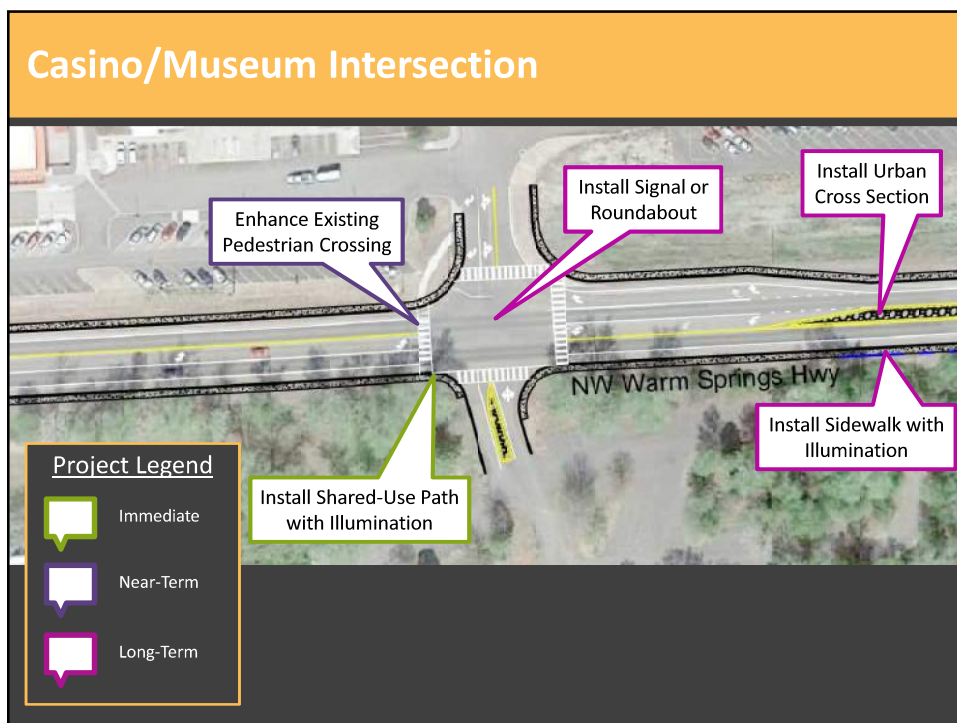 Casino/Museum Intersection
Install Urban
Cross Section
Install Signal or
Roundabout
Enhance Existing
Pedestrian Crossing
NW Warm Springs Hwy
Install Sidewalk with
Illumination
Install Shared-Use Path
with Illumination
Project Legend
Immediate
Near-Term
Long-Term